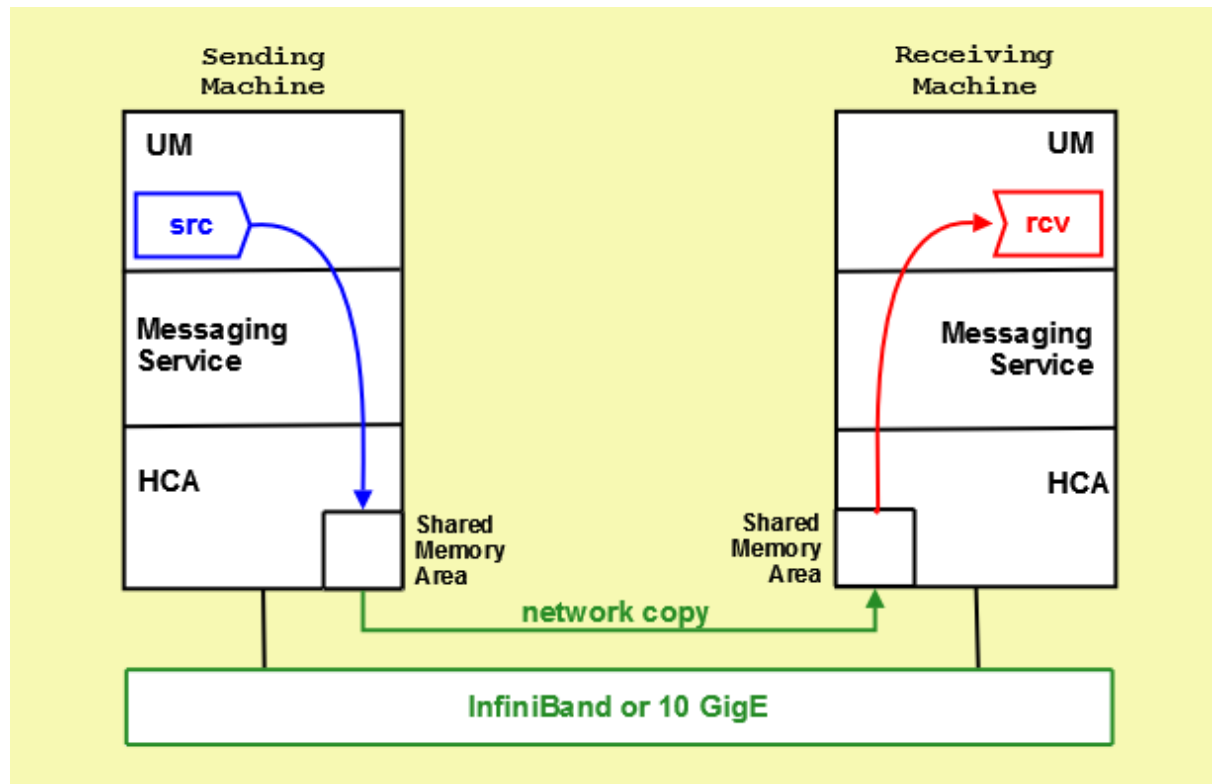 Sending
Machine
UM
src
Messaging
Service
HCA
Shared
Memory
Area
Receiving
Machine
UM
rcv
Messaging
Service
HCA
Shared
Memory
Area
network copy
InfiniBand or 10 GigE